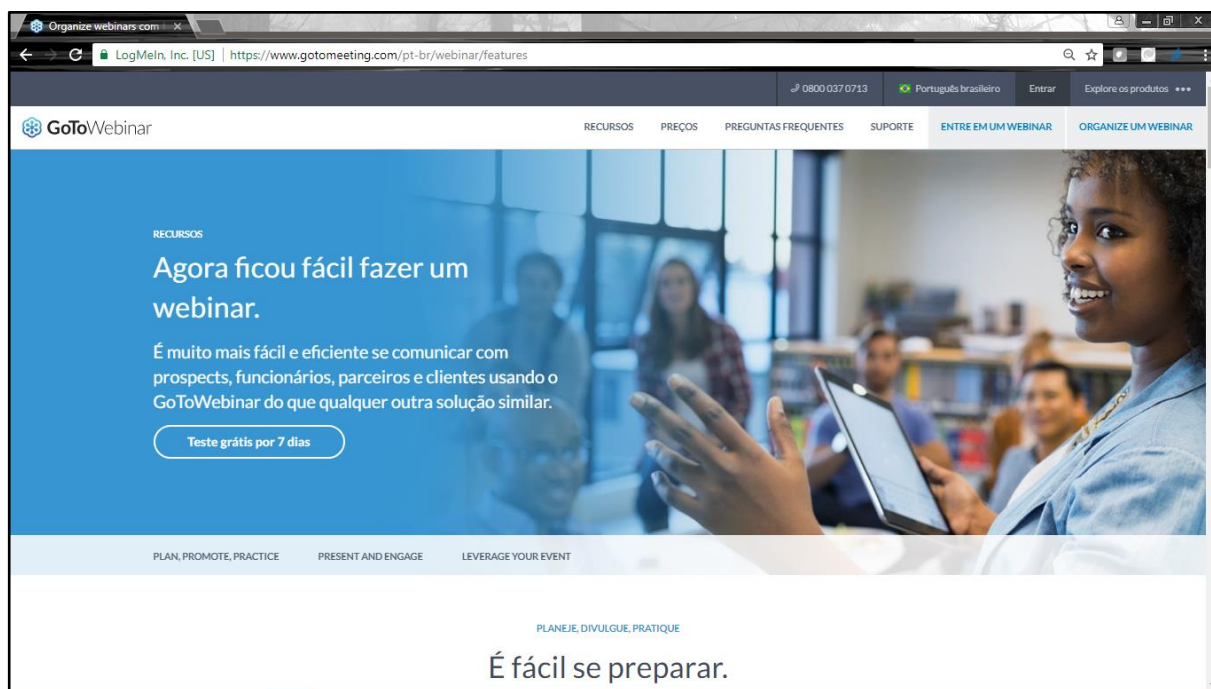 Organize webinars com
LogMeIn, Inc. [US] | https://www.gotomeeting.com/pt-br/webinar/features
0800 037 0713 Português brasileiro Entrar Explore os produtos
GoToWebinar RECURSOS PREÇOS PREGUNTAS FREQUENTES SUPORTE ENTRE EM UM WEBINAR ORGANIZE UM WEBINAR
RECURSOS
Agora ficou fácil fazer um
webinar.
É muito mais fácil e eficiente se comunicar com
prospects, funcionários, parceiros e clientes usando o
GoToWebinar do que qualquer outra solução similar.
Teste grátis por 7 dias
PLAN, PROMOTE, PRACTICE PRESENT AND ENGAGE LEVERAGE YOUR EVENT
PLANEJE, DIVULGUE, PRATIQUE
É fácil se preparar.